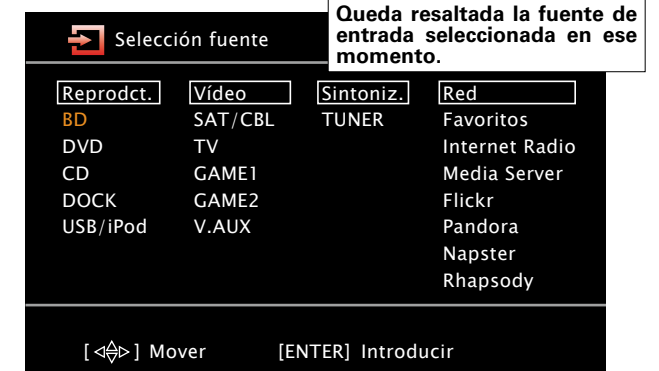 Queda resaltada la fuente de
entrada seleccionada en ese
momento.
Selección fuente
Reprodct. Vídeo Sintoniz. Red
BD SAT/CBL TUNER Favoritos
DVD TV Internet Radio
CD GAME1 Media Server
DOCK GAME2 Flickr
USB/iPod V.AUX Pandora
Napster
Rhapsody
[ ◁△▽▷ ] Mover [ENTER] Introducir